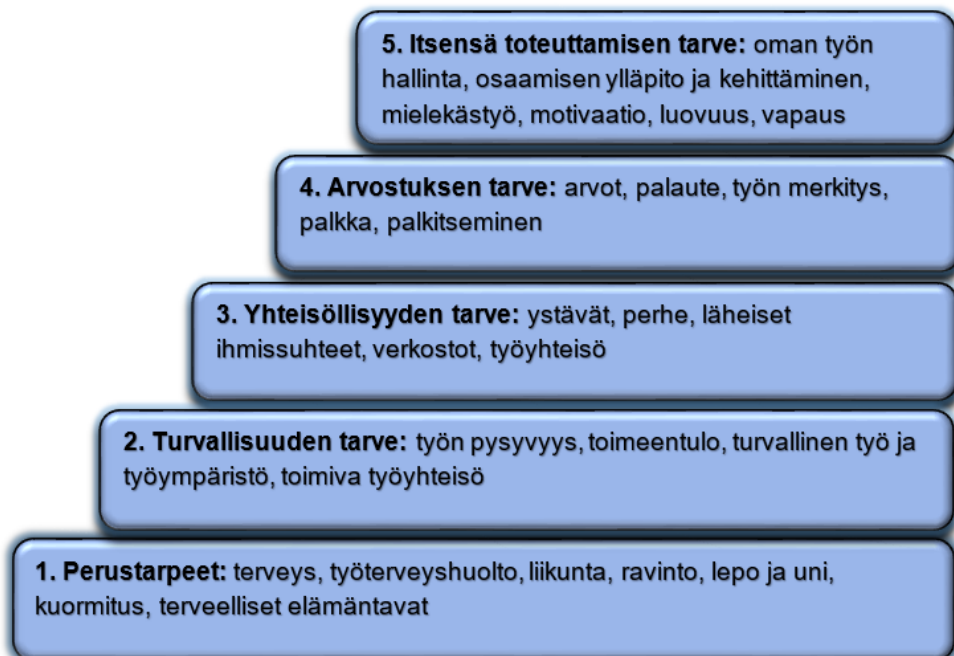 5. Itsensä toteuttamisen tarve: oman työn
hallinta, osaamisen ylläpito ja kehittäminen,
mielekästyö, motivaatio, luovuus, vapaus
4. Arvostuksen tarve: arvot, palaute, työn merkitys,
palkka, palkitseminen
3. Yhteisöllisyyden tarve: ystävät, perhe, läheiset
ihmissuhteet, verkostot, työyhteisö
2. Turvallisuuden tarve: työn pysyvyys, toimeentulo, turvallinen työ ja
työympäristö, toimiva työyhteisö
1. Perustarpeet: terveys, työterveyshuolto, liikunta, ravinto, lepo ja uni,
kuormitus, terveelliset elämäntavat